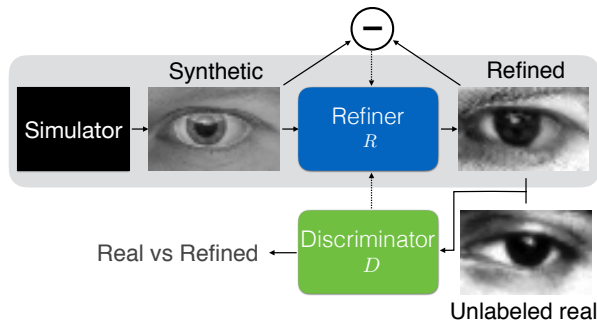 −
Synthetic
Refined
Simulator
Refiner
R
Discriminator
D
Real vs Refined
Unlabeled real